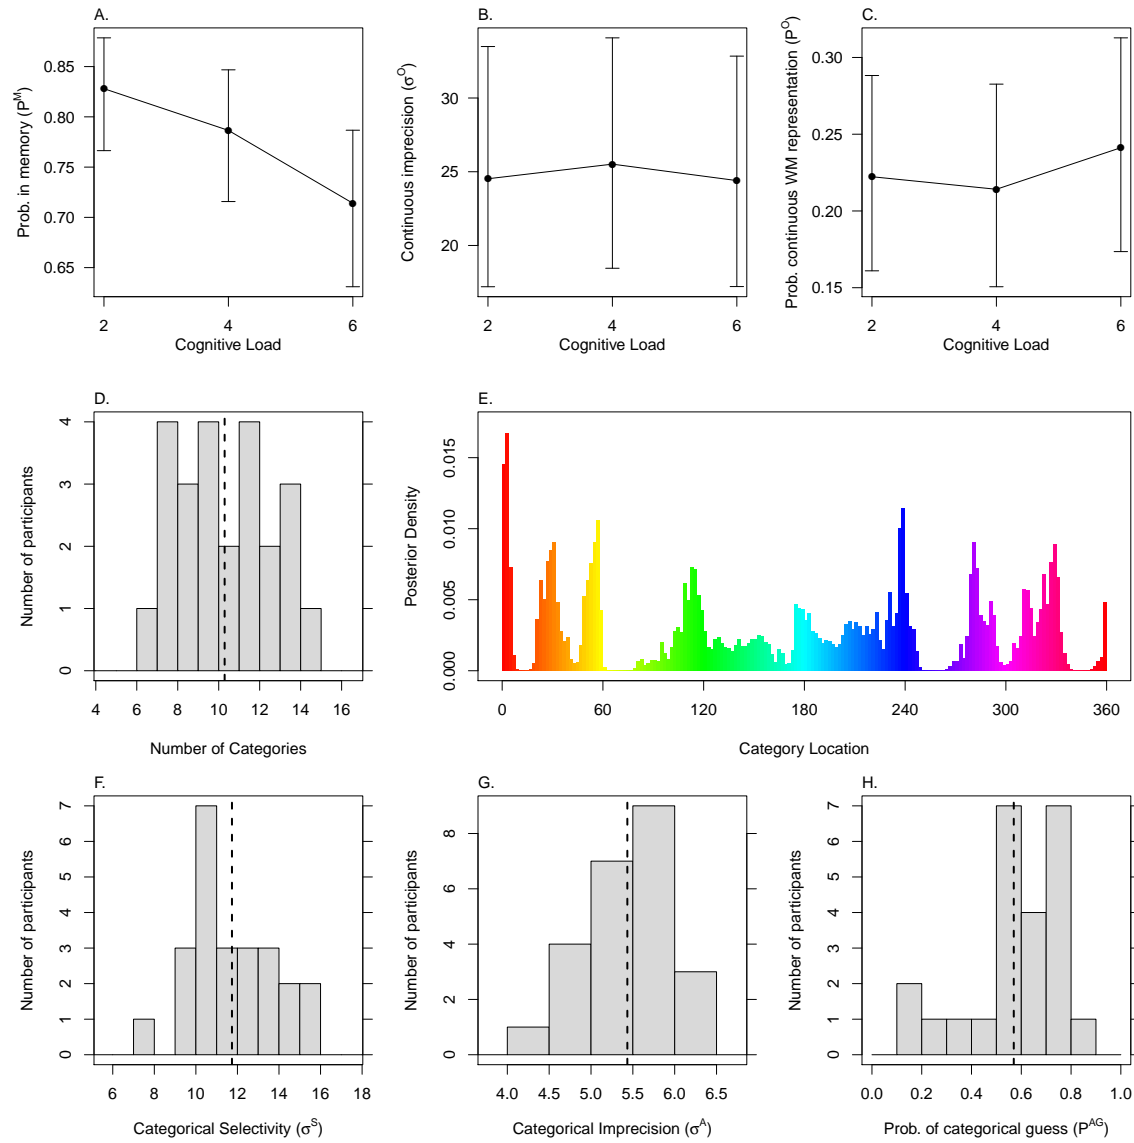 A.
Prob. in memory (P^M)
0.85
0.80
0.75
0.70
0.65
2 4 6
Cognitive Load
B.
Continuous imprecision (σ^O)
30
25
20
2 4 6
Cognitive Load
C.
Prob. continuous WM representation (P^O)
0.30
0.25
0.20
0.15
2 4 6
Cognitive Load
D.
Number of participants
4
3
2
1
0
4 6 8 10 12 14 16
Number of Categories
E.
Posterior Density
0.015
0.010
0.005
0.000
0 60 120 180 240 300 360
Category Location
F.
Number of participants
7
6
5
4
3
2
1
0
6 8 10 12 14 16 18
Categorical Selectivity (σ^S)
G.
Number of participants
8
6
4
2
0
4.0 4.5 5.0 5.5 6.0 6.5
Categorical Imprecision (σ^A)
H.
Number of participants
7
6
5
4
3
2
1
0
0.0 0.2 0.4 0.6 0.8 1.0
Prob. of categorical guess (P^AG)